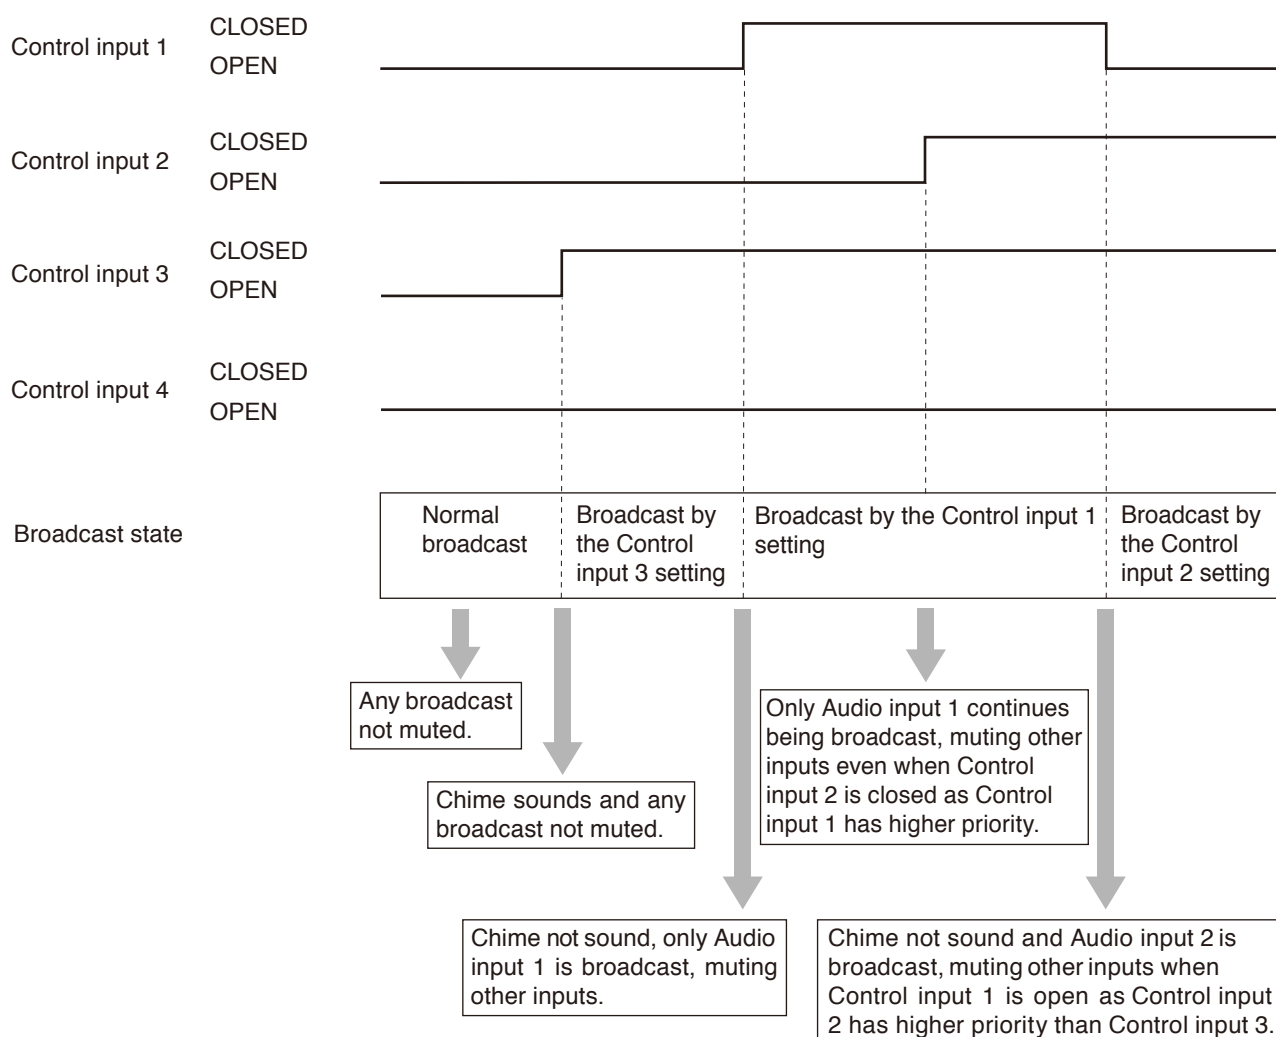 Control input 1
CLOSED
OPEN
Control input 2
CLOSED
OPEN
Control input 3
CLOSED
OPEN
Control input 4
CLOSED
OPEN
Broadcast state
Normal
broadcast
Broadcast by
the Control
input 3 setting
Broadcast by the Control input 1
setting
Broadcast by
the Control
input 2 setting
Any broadcast
not muted.
Chime sounds and any
broadcast not muted.
Only Audio input 1 continues
being broadcast, muting other
inputs even when Control
input 2 is closed as Control
input 1 has higher priority.
Chime not sound, only Audio
input 1 is broadcast, muting
other inputs.
Chime not sound and Audio input 2 is
broadcast, muting other inputs when
Control input 1 is open as Control input
2 has higher priority than Control input 3.